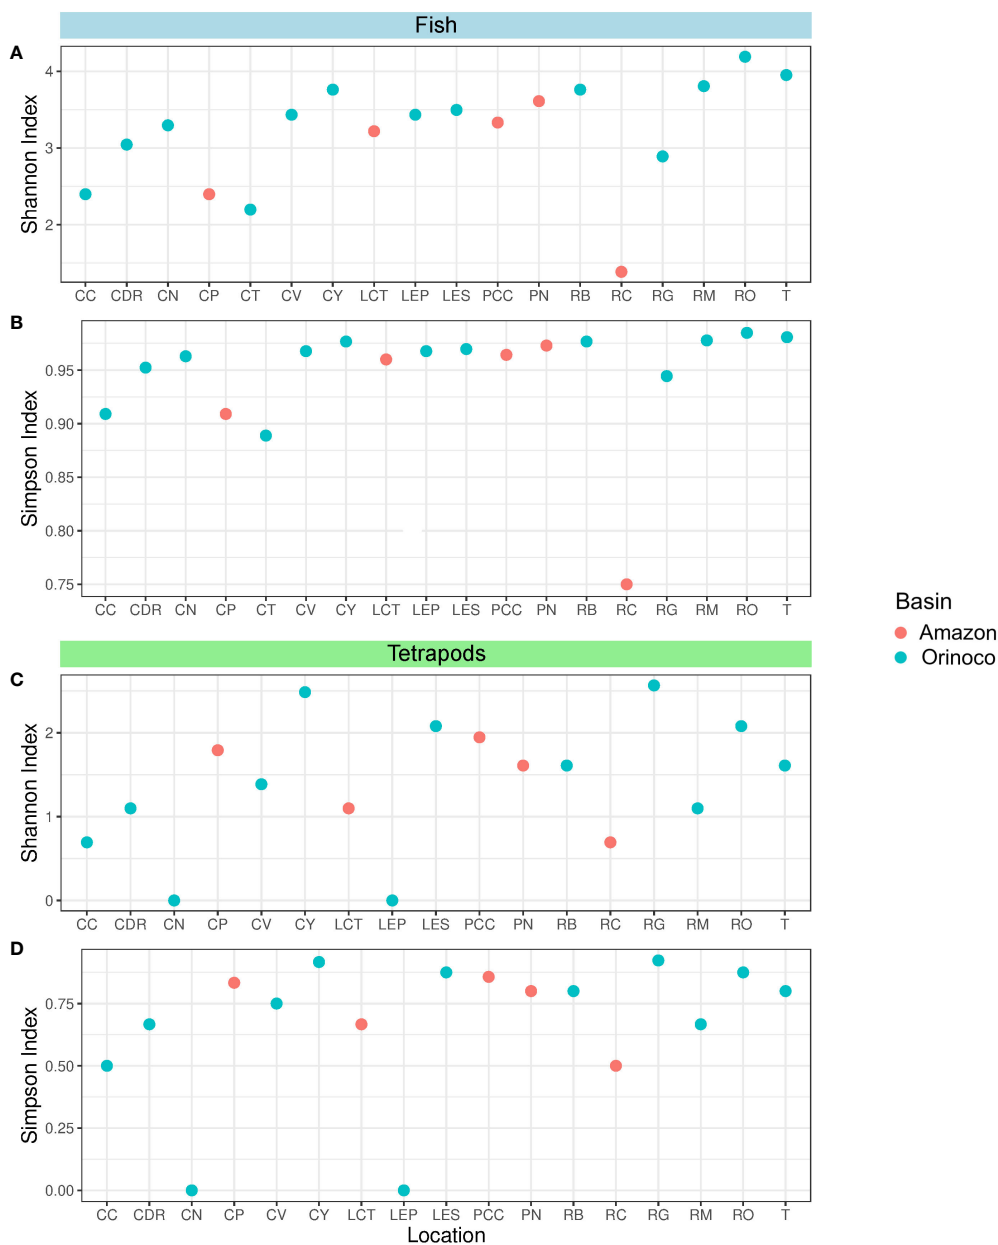 Fish
A
Shannon Index
4
3
2
CC CDR CN CP CT CV CY LCT LEP LES PCC PN RB RC RG RM RO T
B
Simpson Index
0.95
0.90
0.85
0.80
0.75
CC CDR CN CP CT CV CY LCT LEP LES PCC PN RB RC RG RM RO T
Basin
Amazon
Orinoco
Tetrapods
C
Shannon Index
2
1
0
CC CDR CN CP CV CY LCT LEP LES PCC PN RB RC RG RM RO T
D
Simpson Index
0.75
0.50
0.25
0.00
CC CDR CN CP CV CY LCT LEP LES PCC PN RB RC RG RM RO T
Location